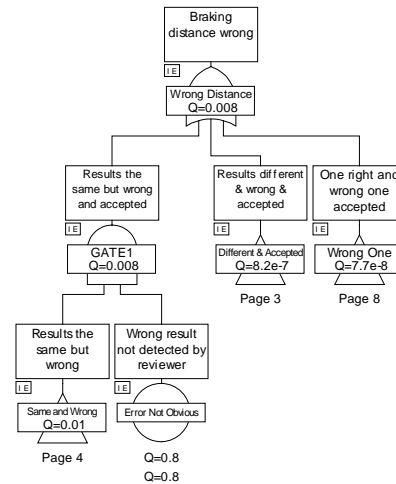 Braking
distance wrong
I E
Wrong Distance
Q=0.008
Results the
same but wrong
and accepted
I E
GATE1
Q=0.008
Results different
& wrong &
accepted
I E
Different & Accepted
Q=8.2e-7
Page 3
One right and
wrong one
accepted
I E
Wrong One
Q=7.7e-8
Page 8
Results the
same but
wrong
I E
Same and Wrong
Q=0.01
Page 4
Wrong result
not detected by
reviewer
I E
Error Not Obvious
Q=0.8
Q=0.8